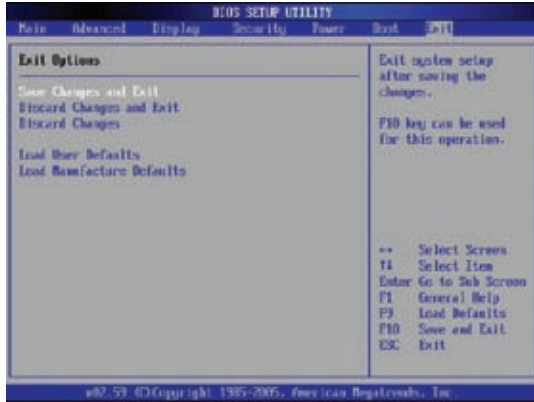 BIOS SETUP UTILITY
Main Advanced Display Security Power Boot Exit
Exit Options
Save Changes and Exit
Discard Changes and Exit
Discard Changes
Load User Defaults
Load Manufacture Defaults
Exit system setup
after saving the
changes.
F10 key can be used
for this operation.
↔ Select Screen
↑↓ Select Item
Enter Go to Sub Screen
F1 General Help
F9 Load Defaults
F10 Save and Exit
ESC Exit
v02.59 (C)Copyright 1985-2005, American Megatrends, Inc.